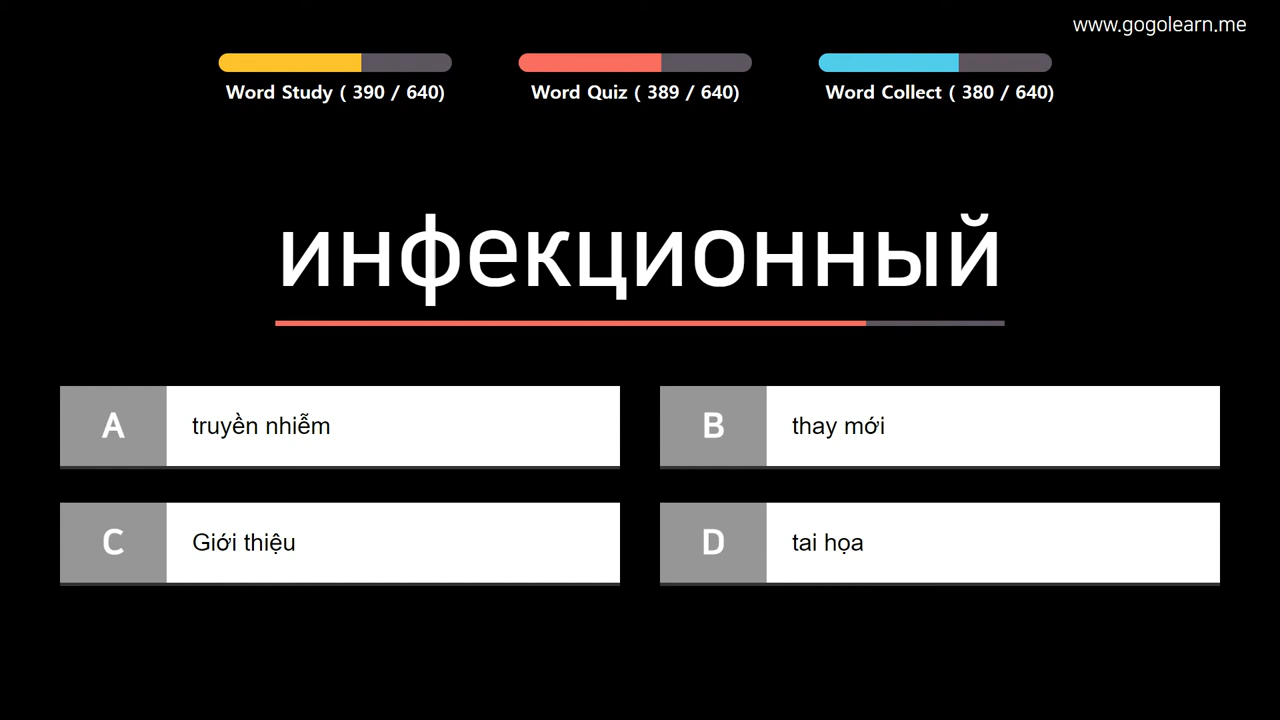 www.gogolearn.me
Word Study ( 390 / 640)
Word Quiz ( 389 / 640)
Word Collect ( 380 / 640)
инфекционный
A truyền nhiễm
B thay mới
C Giới thiệu
D tai họa